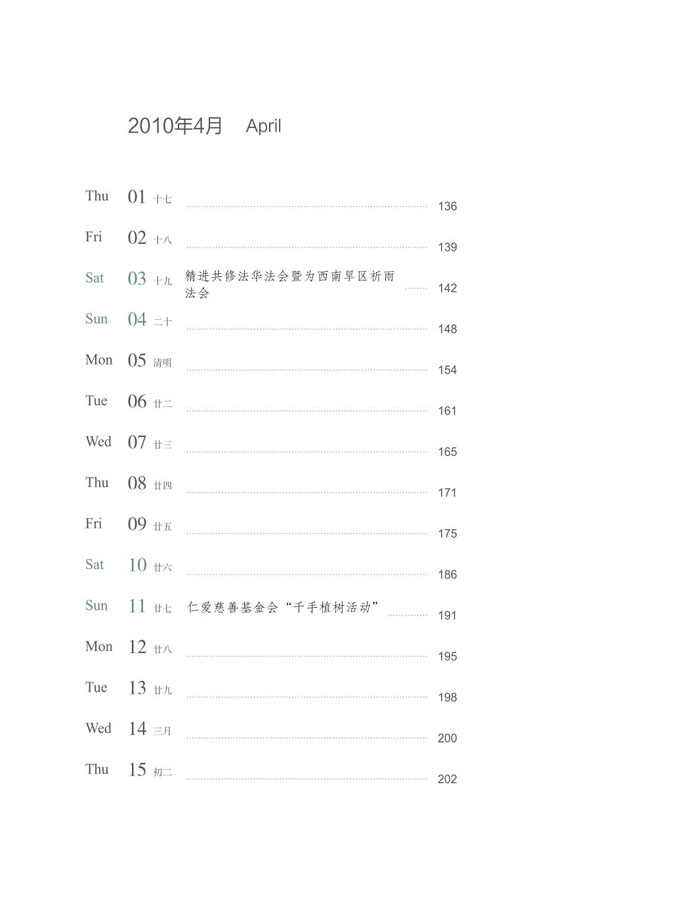 2010年4月 April
Thu 01 十七 136
Fri 02 十八 139
Sat 03 十九 精进共修法华法会暨为西南旱区祈雨
法会 142
Sun 04 二十 148
Mon 05 清明 154
Tue 06 廿二 161
Wed 07 廿三 165
Thu 08 廿四 171
Fri 09 廿五 175
Sat 10 廿六 186
Sun 11 廿七 仁爱慈善基金会“千手植树活动” 191
Mon 12 廿八 195
Tue 13 廿九 198
Wed 14 三月 200
Thu 15 初二 202